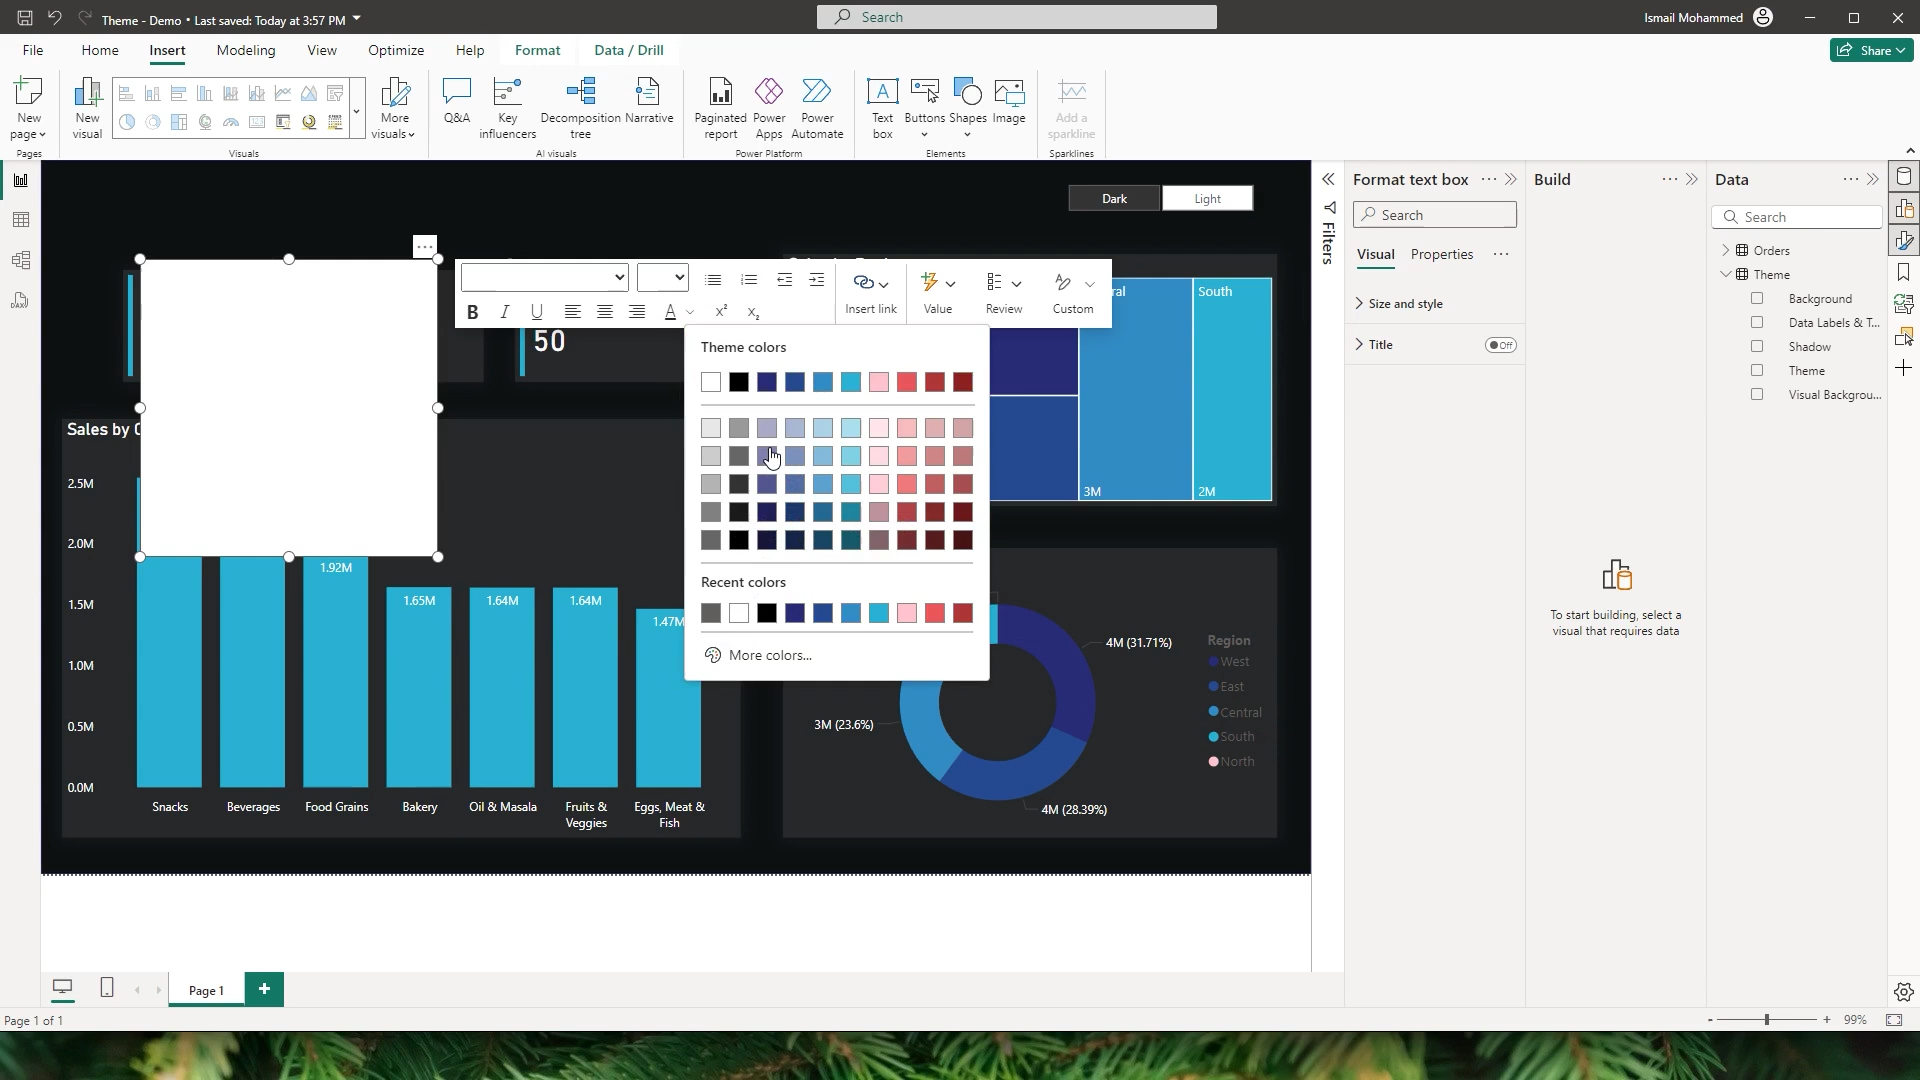 Theme - Demo • Last saved: Today at 3:57 PM
Search
Ismail Mohammed
File
Home
Insert
Modeling
View
Optimize
Help
Format
Data / Drill
Share
New page
Pages
New visual
More visuals
Visuals
Q&A
Key influencers
Decomposition tree
Narrative
AI visuals
Paginated report
Power Apps
Power Automate
Power Platform
Text box
Buttons
Shapes
Image
Elements
Add a sparkline
Sparklines
Dark
Light
B
I
U
A
x²
x₂
Insert link
Value
Review
Custom
50
Theme colors
Recent colors
More colors...
South
3M
2M
Sales by
2.5M
2.0M
1.5M
1.0M
0.5M
0.0M
1.92M
1.65M
1.64M
1.64M
1.47M
Snacks
Beverages
Food Grains
Bakery
Oil & Masala
Fruits & Veggies
Eggs, Meat & Fish
4M (31.71%)
4M (28.39%)
3M (23.6%)
Region
West
East
Central
South
North
Filters
Format text box
Search
Visual
Properties
Size and style
Title
Off
Build
To start building, select a
visual that requires data
Data
Search
Orders
Theme
Background
Data Labels & T...
Shadow
Theme
Visual Backgrou...
Page 1
Page 1 of 1
- + 99%